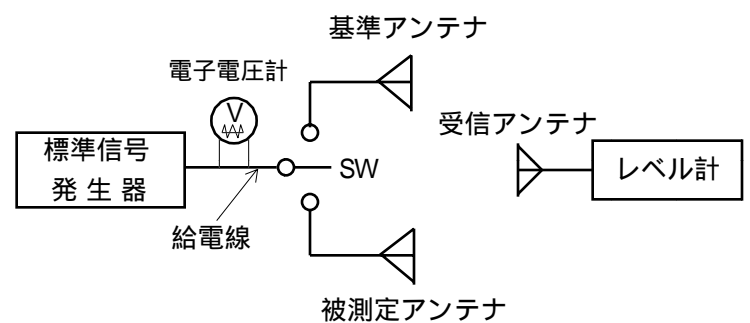 基準アンテナ
電子電圧計
V
受信アンテナ
標準信号
発生器
SW
レベル計
給電線
被測定アンテナ